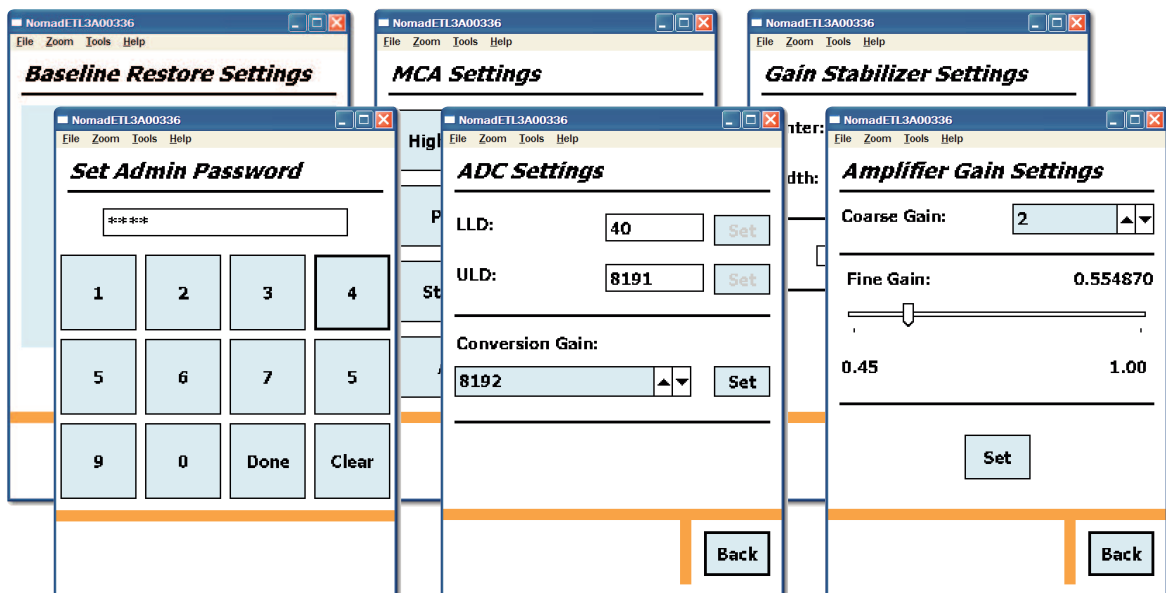 NomadETL3A00336
File Zoom Tools Help
Baseline Restore Settings
NomadETL3A00336
File Zoom Tools Help
MCA Settings
High
P
St
NomadETL3A00336
File Zoom Tools Help
Gain Stabilizer Settings
nter:
dth:
NomadETL3A00336
File Zoom Tools Help
Set Admin Password
****
1 2 3 4
5 6 7 5
9 0 Done Clear
NomadETL3A00336
File Zoom Tools Help
ADC Settings
LLD: 40 Set
ULD: 8191 Set
Conversion Gain:
8192 Set
Back
NomadETL3A00336
File Zoom Tools Help
Amplifier Gain Settings
Coarse Gain: 2
Fine Gain: 0.554870
0.45 1.00
Set
Back